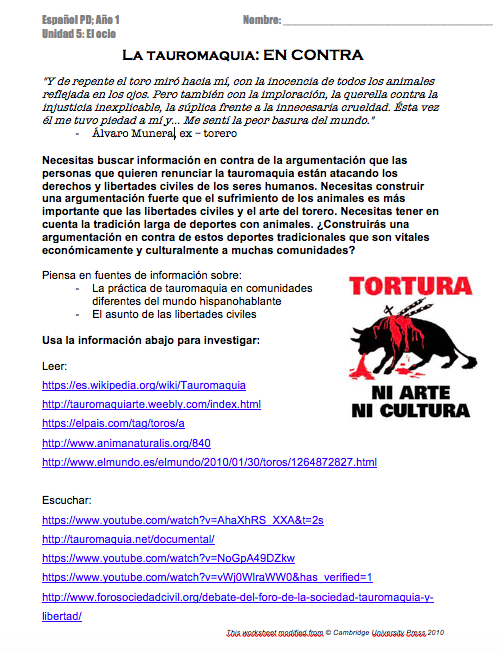 Español PD; Año 1 Nombre: ______________________________
Unidad 5: El ocio
La tauromaquia: EN CONTRA
"Y de repente el toro miró hacia mí, con la inocencia de todos los animales
reflejada en los ojos. Pero también con la imploración, la querella contra la
injusticia inexplicable, la súplica frente a la innecesaria crueldad. Ésta vez
él me tuvo piedad a mí y... Me sentí la peor basura del mundo."
- Álvaro Munera, ex – torero
Necesitas buscar información en contra de la argumentación que las
personas que quieren renunciar la tauromaquia están atacando los
derechos y libertades civiles de los seres humanos. Necesitas construir
una argumentación fuerte que el sufrimiento de los animales es más
importante que las libertades civiles y el arte del torero. Necesitas tener en
cuenta la tradición larga de deportes con animales. ¿Construirás una
argumentación en contra de estos deportes tradicionales que son vitales
económicamente y culturalmente a muchas comunidades?
Piensa en fuentes de información sobre:
- La práctica de tauromaquia en comunidades
diferentes del mundo hispanohablante
- El asunto de las libertades civiles
Usa la información abajo para investigar:
TORTURA
NI ARTE
NI CULTURA
Leer:
https://es.wikipedia.org/wiki/Tauromaquia
http://tauromaquiarte.weebly.com/index.html
https://elpais.com/tag/toros/a
http://www.animanaturalis.org/840
http://www.elmundo.es/elmundo/2010/01/30/toros/1264872827.html
Escuchar:
https://www.youtube.com/watch?v=AhaXhRS_XXA&t=2s
http://tauromaquia.net/documental/
https://www.youtube.com/watch?v=NoGpA49DZkw
https://www.youtube.com/watch?v=vWj0WIraWW0&has_verified=1
http://www.forosociedadcivil.org/debate-del-foro-de-la-sociedad-tauromaquia-y-
libertad/
This worksheet modified from © Cambridge University Press 2010